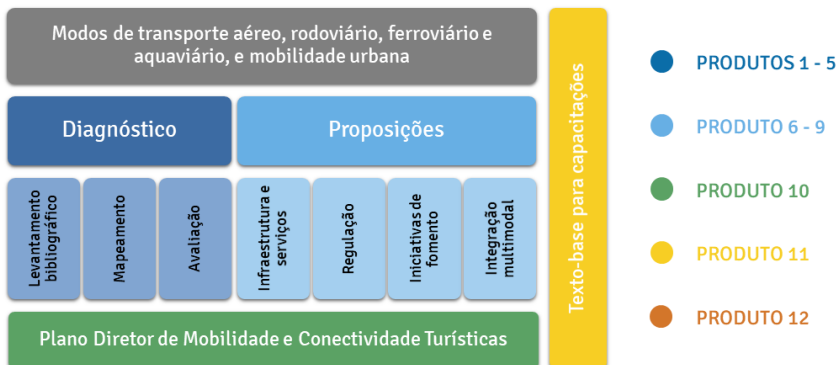 Modos de transporte aéreo, rodoviário, ferroviário e
aquaviário, e mobilidade urbana
Diagnóstico
Proposições
Levantamento
bibliográfico
Mapeamento
Avaliação
Infraestrutura e
serviços
Regulação
Iniciativas de
fomento
Integração
multimodal
Plano Diretor de Mobilidade e Conectividade Turísticas
Texto-base para capacitações
PRODUTOS 1 - 5
PRODUTO 6 - 9
PRODUTO 10
PRODUTO 11
PRODUTO 12